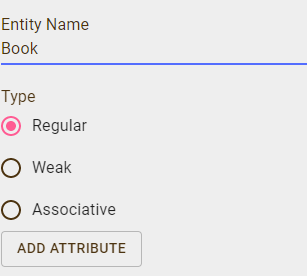 Entity Name
Book
Type
Regular
Weak
Associative
ADD ATTRIBUTE